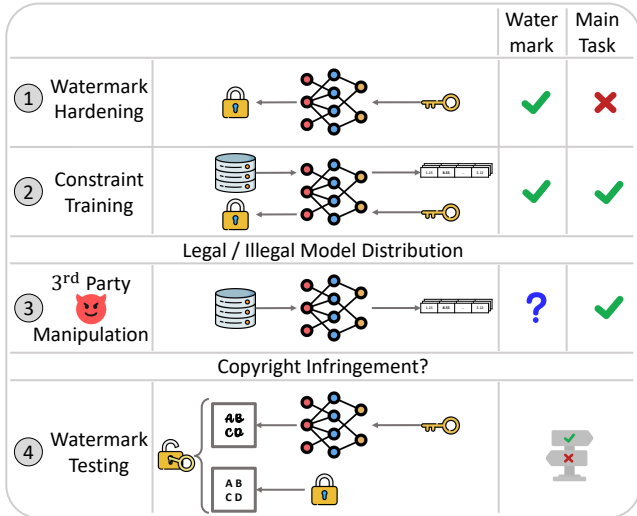 Water
mark
Main
Task
1 Watermark
Hardening
2 Constraint
Training
Legal / Illegal Model Distribution
3rd Party
3
Manipulation
?
Copyright Infringement?
4 Watermark
Testing
AB
CD
A B
C D